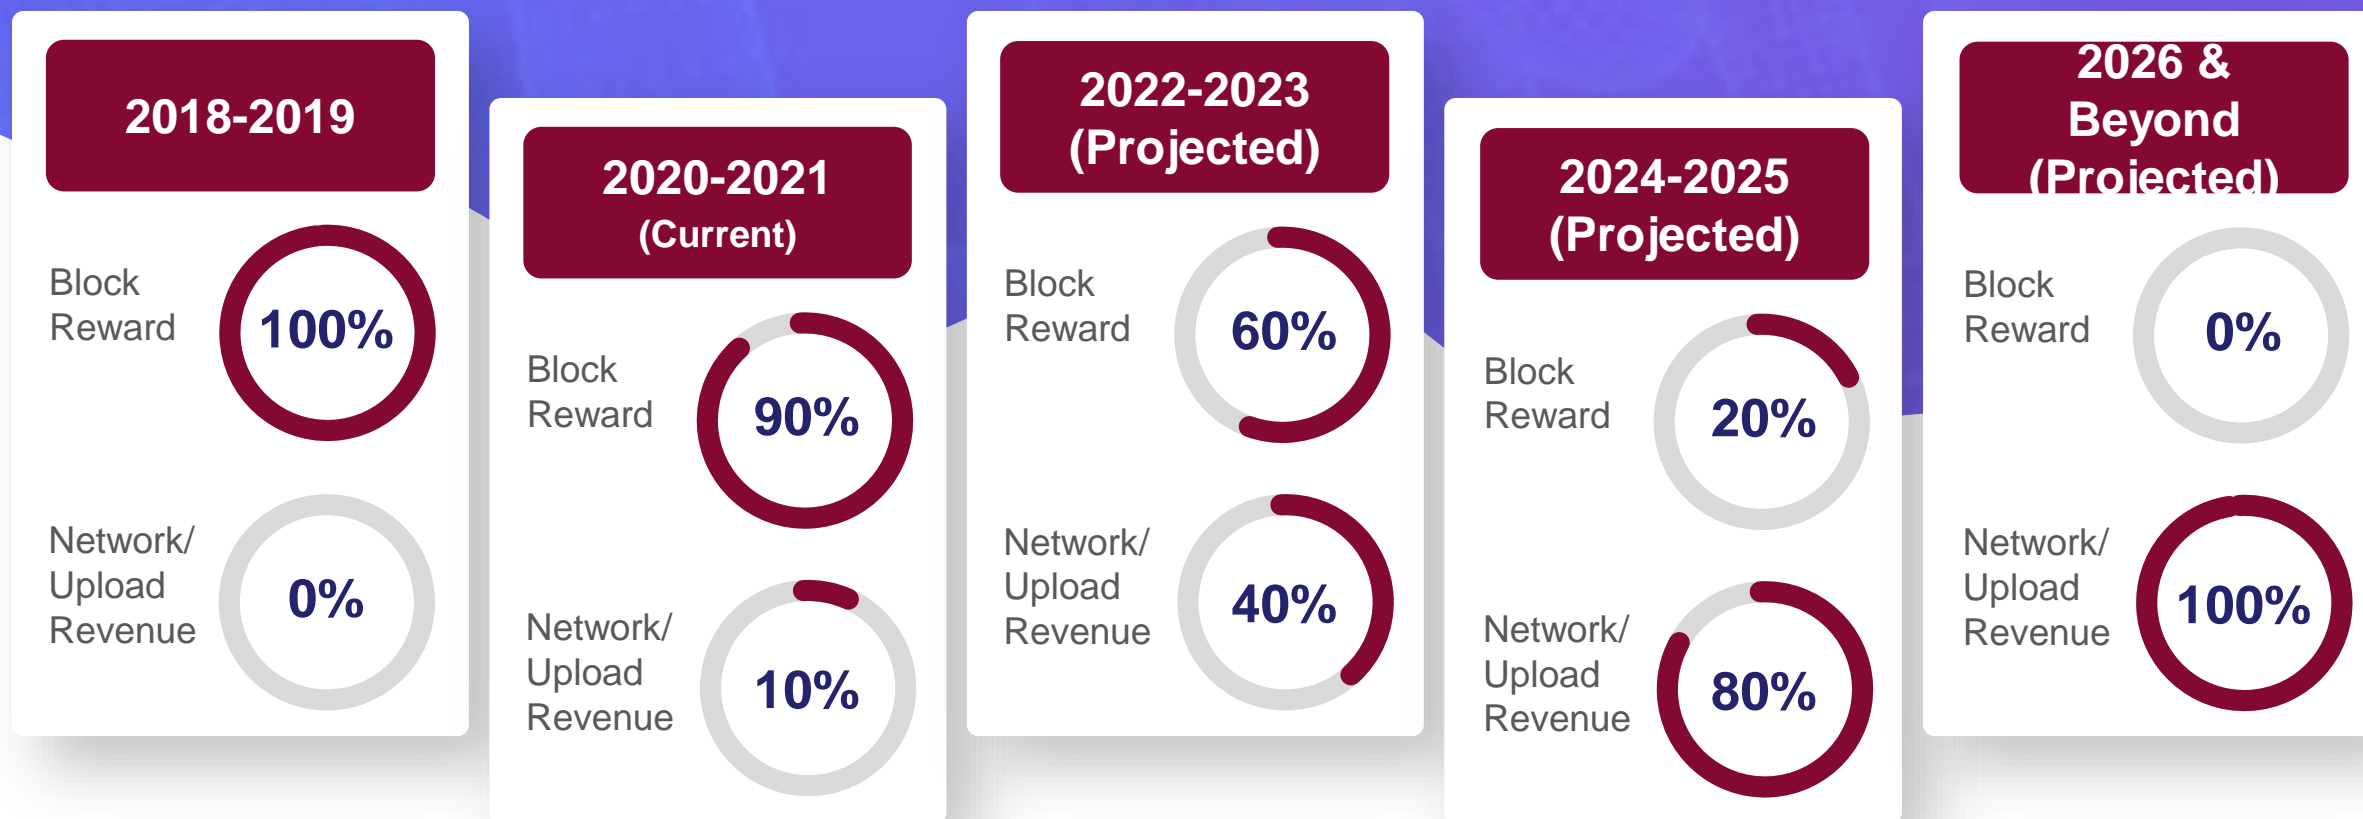 2018-2019
Block
Reward
100%
Network/
Upload
Revenue
0%
2020-2021
(Current)
Block
Reward
90%
Network/
Upload
Revenue
10%
2022-2023
(Projected)
Block
Reward
60%
Network/
Upload
Revenue
40%
2024-2025
(Projected)
Block
Reward
20%
Network/
Upload
Revenue
80%
2026 &
Beyond
(Projected)
Block
Reward
0%
Network/
Upload
Revenue
100%